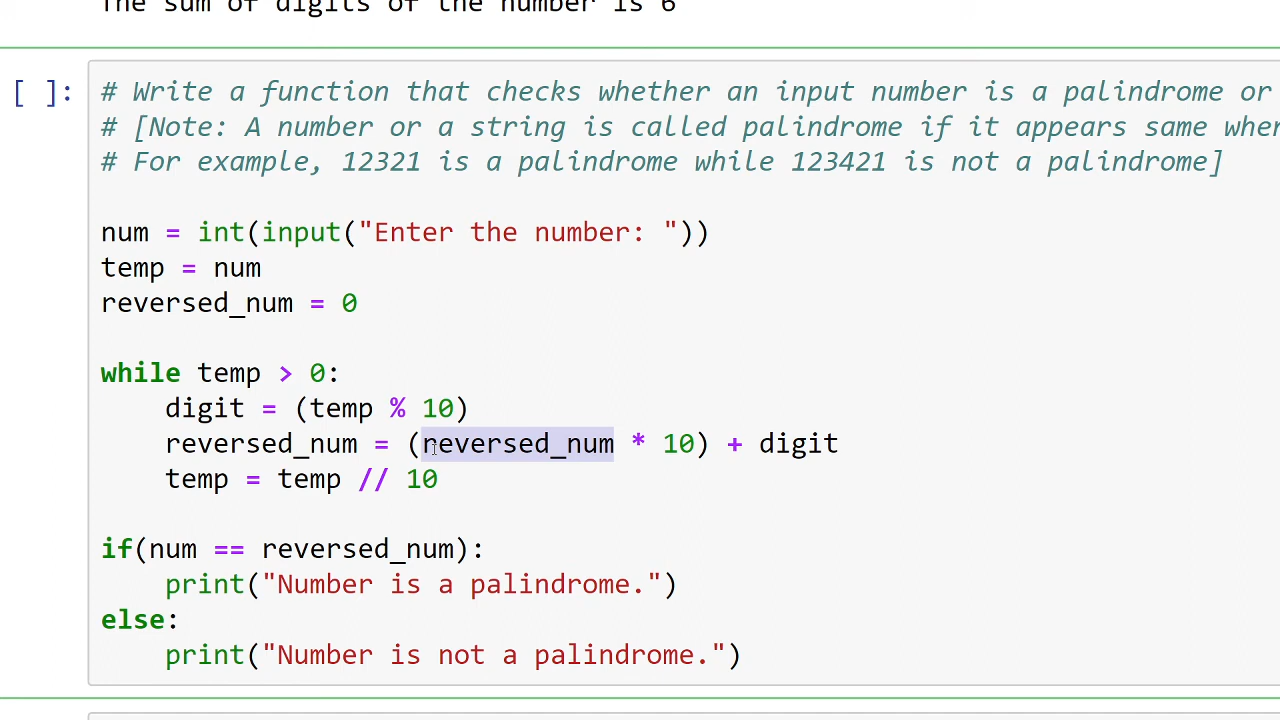 The sum of digits of the number is 6
[ ]:
# Write a function that checks whether an input number is a palindrome or
# [Note: A number or a string is called palindrome if it appears same when
# For example, 12321 is a palindrome while 123421 is not a palindrome]
num = int(input("Enter the number: "))
temp = num
reversed_num = 0
while temp > 0:
    digit = (temp % 10)
    reversed_num = (reversed_num * 10) + digit
    temp = temp // 10
if(num == reversed_num):
    print("Number is a palindrome.")
else:
    print("Number is not a palindrome.")